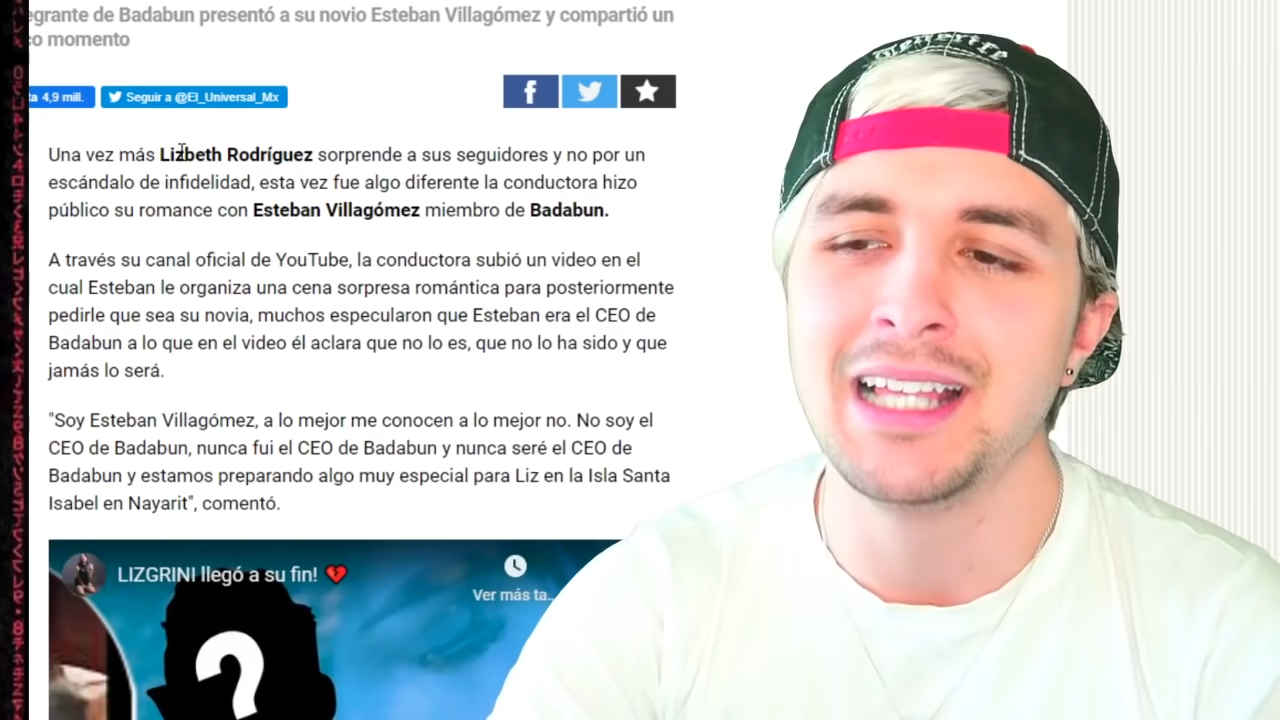 egrante de Badabun presentó a su novio Esteban Villagómez y compartió un
co momento
ta 4,9 mill.
Seguir a @El_Universal_Mx
Tenerife
Una vez más Lizbeth Rodríguez sorprende a sus seguidores y no por un
escándalo de infidelidad, esta vez fue algo diferente la conductora hizo
público su romance con Esteban Villagómez miembro de Badabun.
A través su canal oficial de YouTube, la conductora subió un video en el
cual Esteban le organiza una cena sorpresa romántica para posteriormente
pedirle que sea su novia, muchos especularon que Esteban era el CEO de
Badabun a lo que en el video él aclara que no lo es, que no lo ha sido y que
jamás lo será.
"Soy Esteban Villagómez, a lo mejor me conocen a lo mejor no. No soy el
CEO de Badabun, nunca fui el CEO de Badabun y nunca seré el CEO de
Badabun y estamos preparando algo muy especial para Liz en la Isla Santa
Isabel en Nayarit", comentó.
LIZGRINI llegó a su fin! 💔
Ver más ta...
?